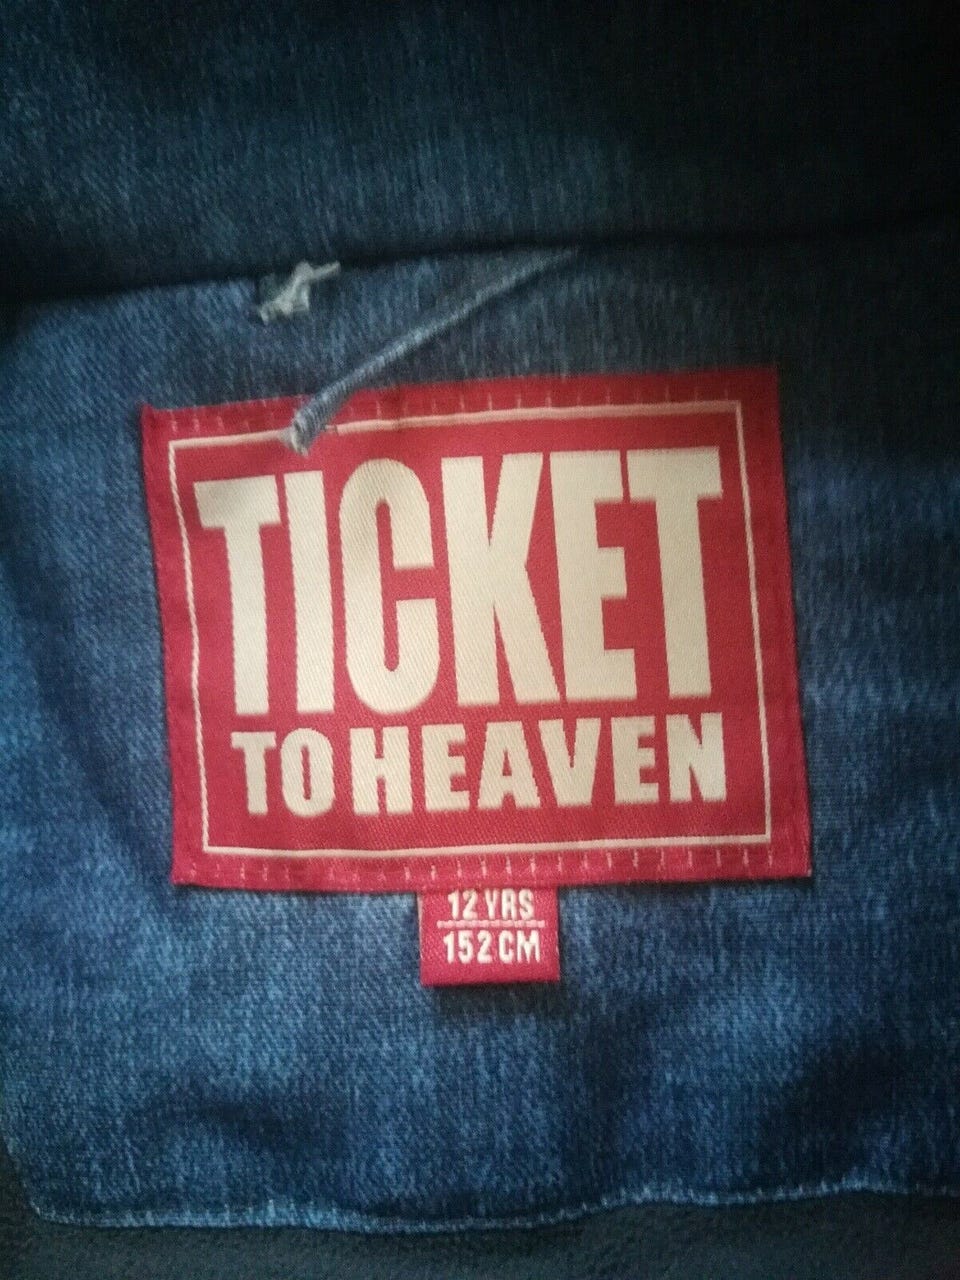 TICKET
TO HEAVEN
12 YRS
152 CM